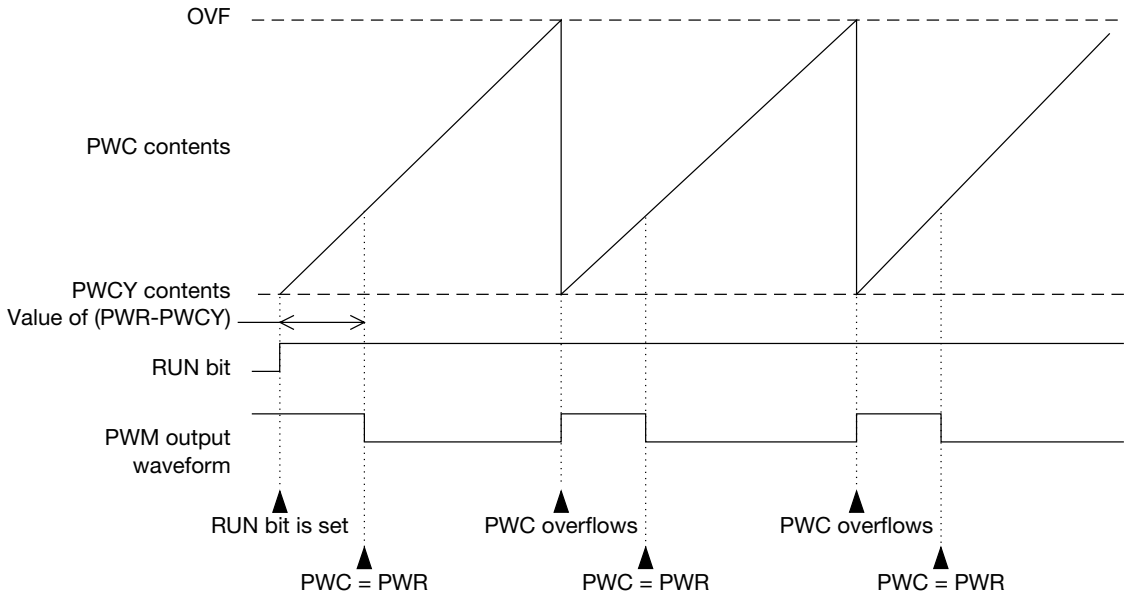 OVF
PWC contents
PWCY contents
Value of (PWR-PWCY)
RUN bit
PWM output
waveform
RUN bit is set
PWC overflows
PWC overflows
PWC = PWR
PWC = PWR
PWC = PWR